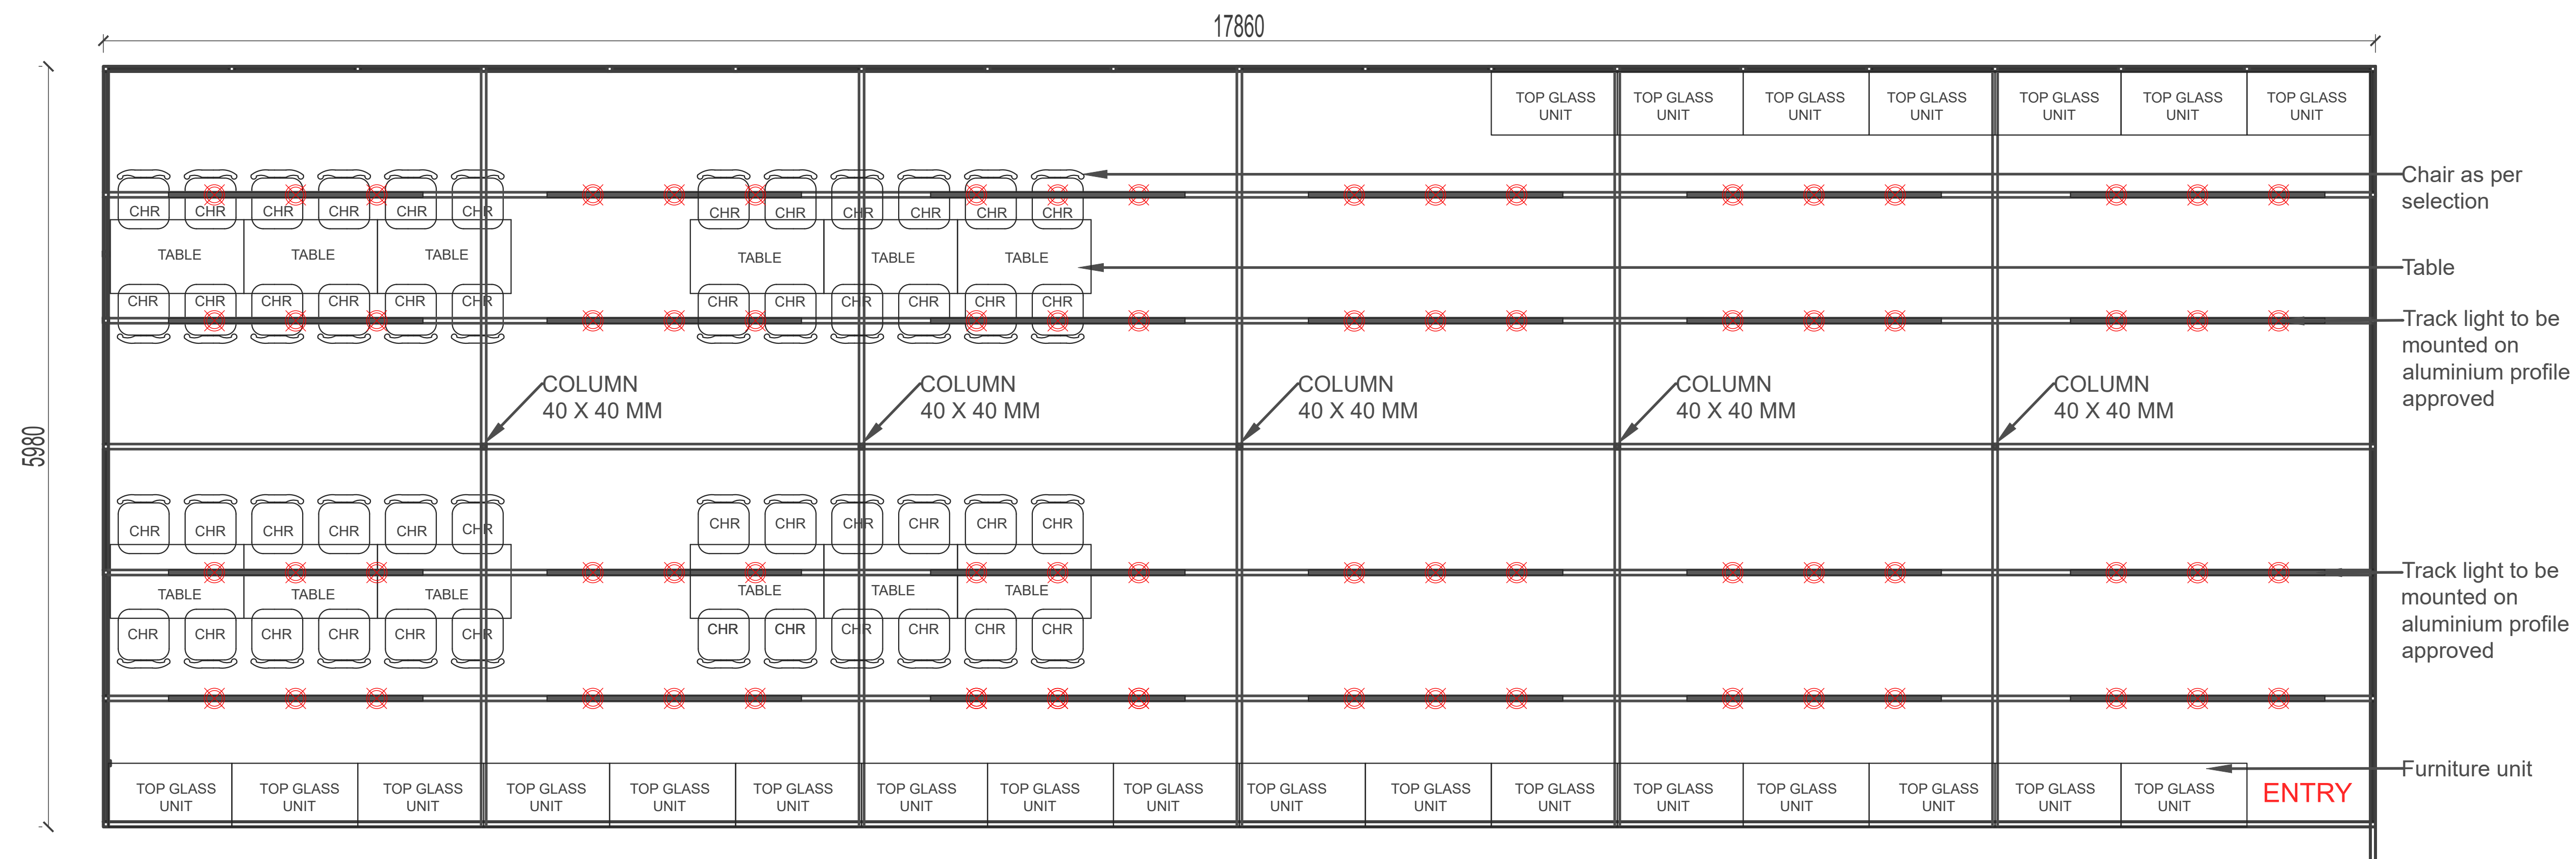 17860
5980
TOP GLASS
UNIT
TOP GLASS
UNIT
TOP GLASS
UNIT
TOP GLASS
UNIT
TOP GLASS
UNIT
TOP GLASS
UNIT
TOP GLASS
UNIT
Chair as per
selection
CHR
CHR
CHR
CHR
CHR
CHR
CHR
CHR
CHR
CHR
CHR
CHR
TABLE
TABLE
TABLE
TABLE
TABLE
TABLE
Table
CHR
CHR
CHR
CHR
CHR
CHR
CHR
CHR
CHR
CHR
CHR
CHR
Track light to be
mounted on
aluminium profile
approved
COLUMN
40 X 40 MM
COLUMN
40 X 40 MM
COLUMN
40 X 40 MM
COLUMN
40 X 40 MM
COLUMN
40 X 40 MM
CHR
CHR
CHR
CHR
CHR
CHR
CHR
CHR
CHR
CHR
CHR
CHR
TABLE
TABLE
TABLE
TABLE
TABLE
TABLE
Track light to be
mounted on
aluminium profile
approved
CHR
CHR
CHR
CHR
CHR
CHR
CHR
CHR
CHR
CHR
CHR
CHR
Furniture unit
TOP GLASS
UNIT
TOP GLASS
UNIT
TOP GLASS
UNIT
TOP GLASS
UNIT
TOP GLASS
UNIT
TOP GLASS
UNIT
TOP GLASS
UNIT
TOP GLASS
UNIT
TOP GLASS
UNIT
TOP GLASS
UNIT
TOP GLASS
UNIT
TOP GLASS
UNIT
TOP GLASS
UNIT
TOP GLASS
UNIT
TOP GLASS
UNIT
TOP GLASS
UNIT
TOP GLASS
UNIT
ENTRY